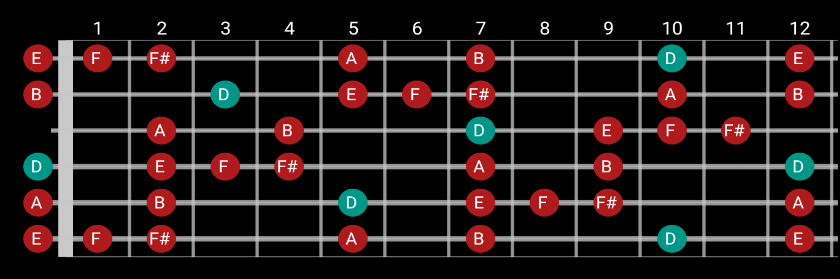 1 2 3 4 5 6 7 8 9 10 11 12
E F F# A B D E
B D E F F# A B
A B D E F F#
D E F F# A B D
A B D E F F# A
E F F# A B D E